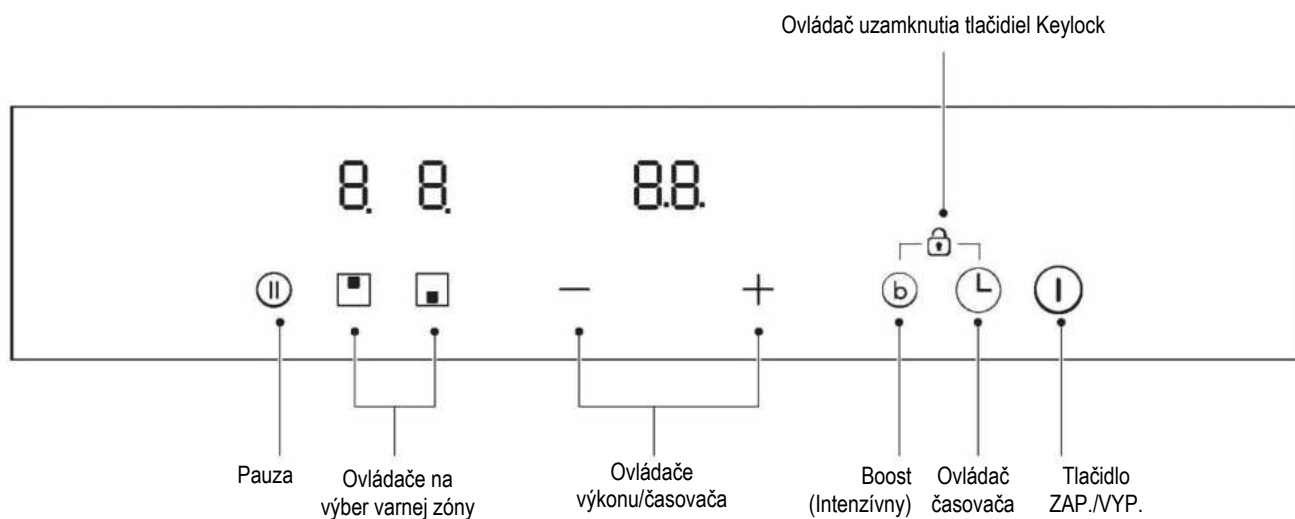 Ovládač uzamknutia tlačidiel Keylock
8. 8. 8.8.
b
Pauza
Ovládače na
výber varnej zóny
Ovládače
výkonu/časovača
Boost
(Intenzívny)
Ovládač
časovača
Tlačidlo
ZAP./VYP.